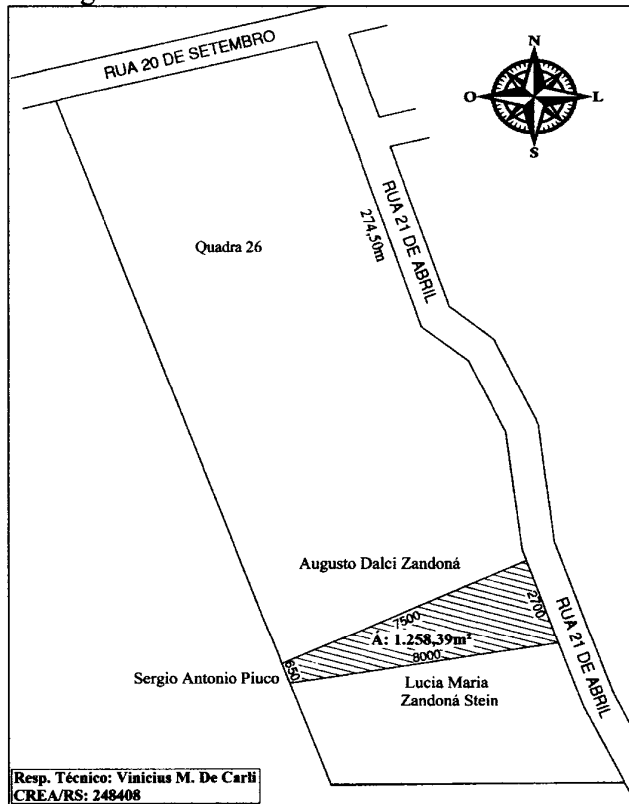 RUA 20 DE SETEMBRO
N
O
L
S
RUA 21 DE ABRIL
274,50m
Quadra 26
Augusto Dalci Zandoná
7500
2700
Á: 1.258,39m²
8000
650
RUA 21 DE ABRIL
Sergio Antonio Piuco
Lucia Maria
Zandoná Stein
Resp. Técnico: Vinicius M. De Carli
CREA/RS: 248408